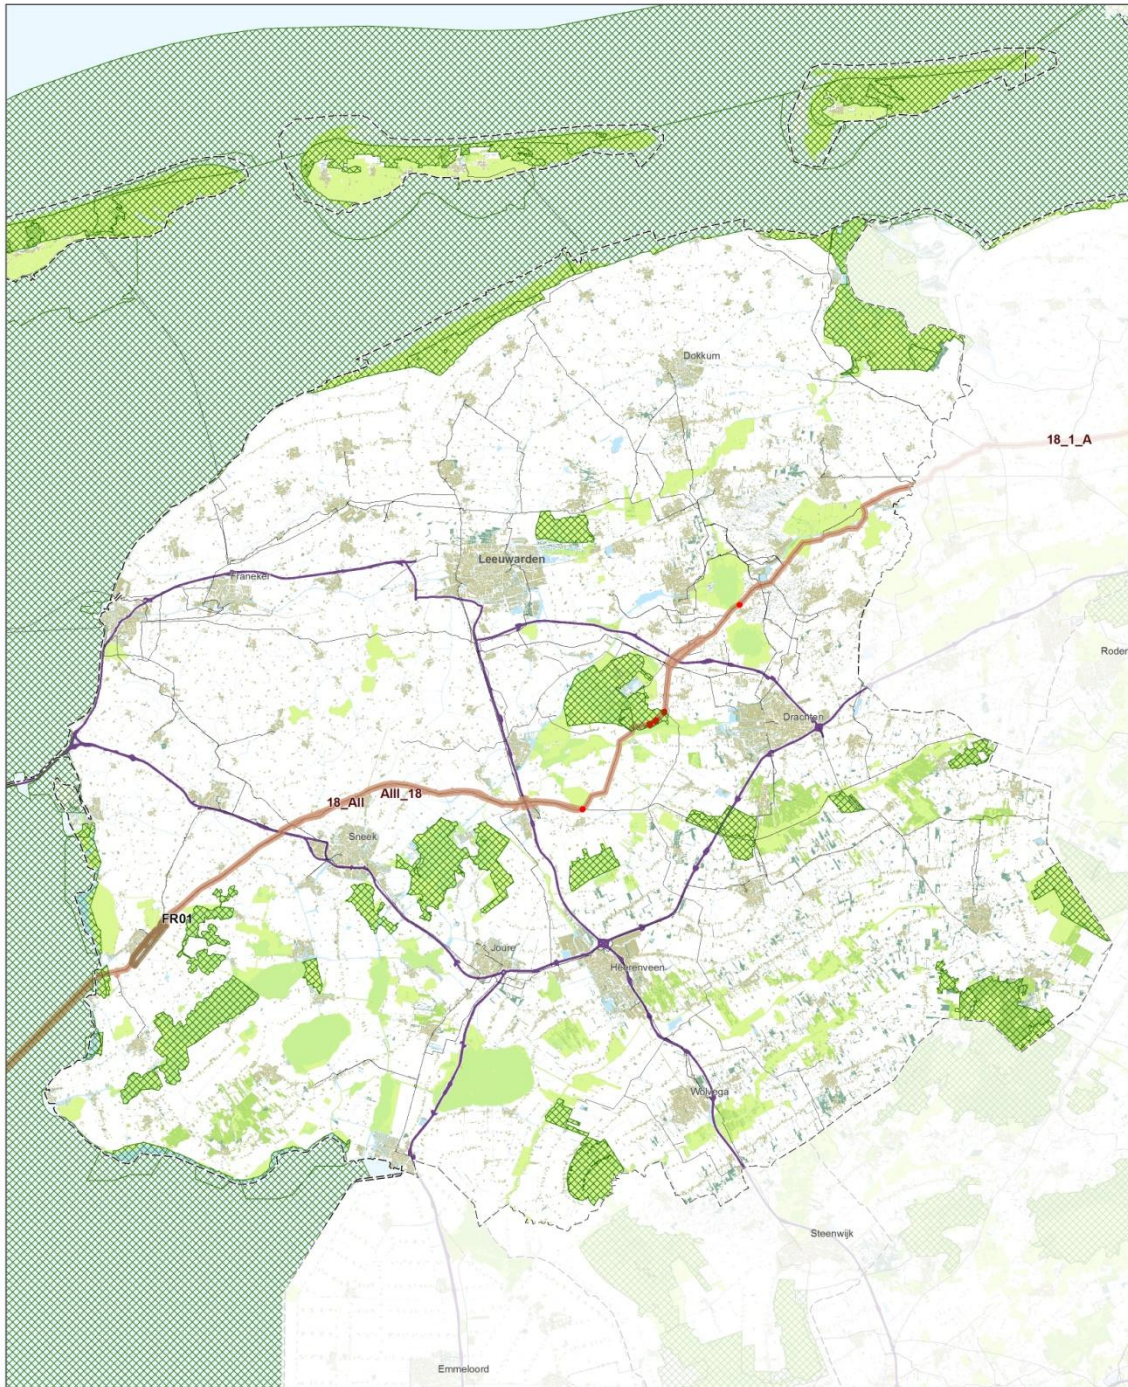 Dokkum
18_1_A
Leeuwarden
Franeker
Roden
Drachten
18_AII
AIII_18
Sneek
FR01
Joure
Heerenveen
Wolvega
Steenwijk
Emmeloord